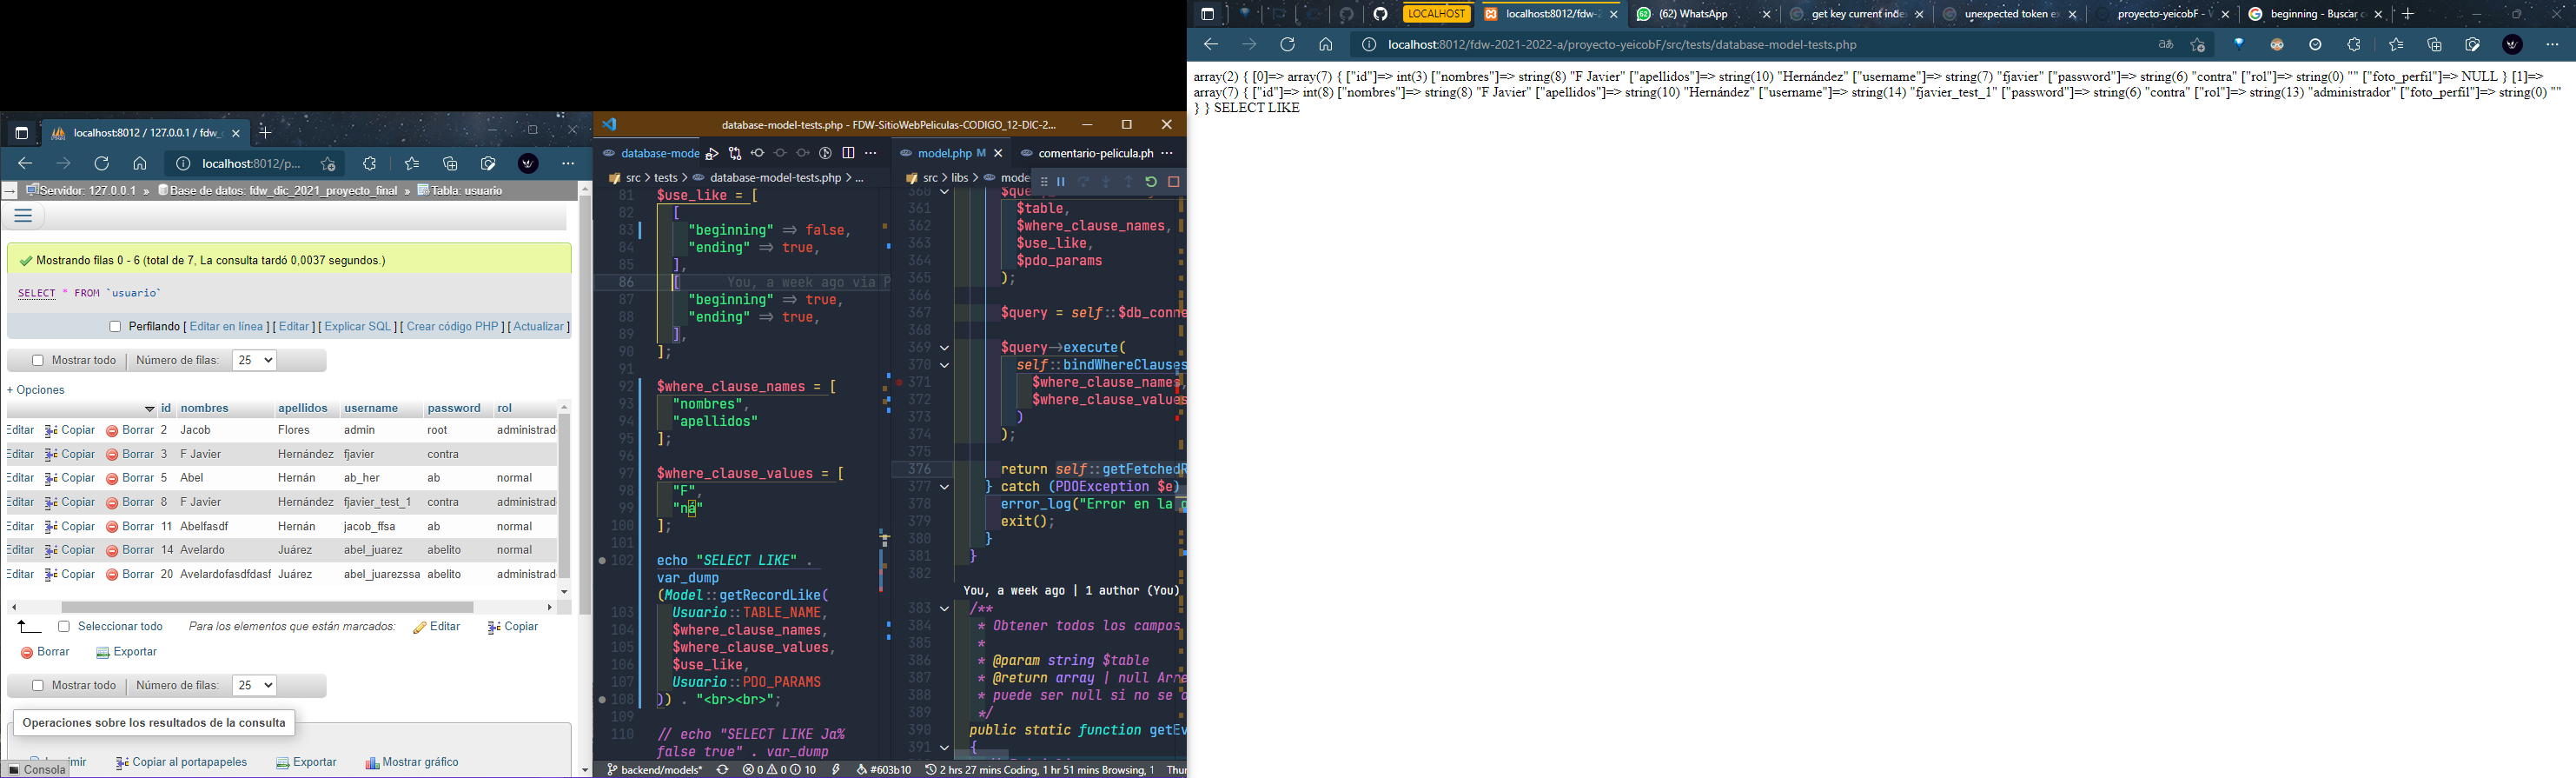 localhost:8012 / 127.0.0.1 / fdw_
localhost:8012/p...
Servidor: 127.0.0.1 » Base de datos: fdw_dic_2021_proyecto_final » Tabla: usuario
Mostrando filas 0 - 6 (total de 7, La consulta tardó 0,0037 segundos.)
SELECT * FROM `usuario`
Perfilando [ Editar en línea ] [ Editar ] [ Explicar SQL ] [ Crear código PHP ] [ Actualizar ]
Mostrar todo | Número de filas: 25
+ Opciones
id nombres apellidos username password rol
Editar Copiar Borrar 2 Jacob Flores admin root administrad
Editar Copiar Borrar 3 F Javier Hernández fjavier contra
Editar Copiar Borrar 5 Abel Hernán ab_her ab normal
Editar Copiar Borrar 8 F Javier Hernández fjavier_test_1 contra administrad
Editar Copiar Borrar 11 Abelfasdf Hernán jacob_ffsa ab normal
Editar Copiar Borrar 14 Avelardo Juárez abel_juarez abelito normal
Editar Copiar Borrar 20 Avelardofasdfdasf Juárez abel_juarezssa abelito administrad
Seleccionar todo Para los elementos que están marcados: Editar Copiar
Borrar Exportar
Mostrar todo | Número de filas: 25
Operaciones sobre los resultados de la consulta
Copiar al portapapeles Exportar Mostrar gráfico
Consola
database-model-tests.php - FDW-SitioWebPeliculas-CODIGO_12-DIC-2...
database-mode
src > tests > database-model-tests.php > ...
81 $use_like = [
82 [
83 "beginning" => false,
84 "ending" => true,
85 ],
86 [ You, a week ago via P
87 "beginning" => true,
88 "ending" => true,
89 ],
90 ];
91
92 $where_clause_names = [
93 "nombres",
94 "apellidos"
95 ];
96
97 $where_clause_values = [
98 "F",
99 "ná"
100 ];
101
102 echo "SELECT LIKE" .
var_dump
(Model::getRecordLike(
103 Usuario::TABLE_NAME,
104 $where_clause_names,
105 $where_clause_values,
106 $use_like,
107 Usuario::PDO_PARAMS
108 )) . "<br><br>";
109
110 // echo "SELECT LIKE Ja%
false true" . var_dump
model.php M comentario-pelicula.ph ...
src > libs > mode
360 $que
361 $table,
362 $where_clause_names,
363 $use_like,
364 $pdo_params
365 );
366
367 $query = self::$db_conne
368
369 $query->execute(
370 self::bindWhereClauses
371 $where_clause_names,
372 $where_clause_values
373 )
374 );
375
376 return self::getFetchedR
377 } catch (PDOException $e)
378 error_log("Error en la
379 exit();
380 }
381 }
382
You, a week ago | 1 author (You)
383 /**
384 * Obtener todos los campos
385 *
386 * @param string $table
387 * @return array | null Arre
388 * puede ser null si no se
389 */
390 public static function getEv
391 {
backend/models* 0 0 10 #603b10 2 hrs 27 mins Coding, 1 hr 51 mins Browsing, 1 Thur
LOCALHOST localhost:8012/fdw-2 (62) WhatsApp get key current inde unexpected token e proyecto-yeicobF - beginning - Buscar c
localhost:8012/fdw-2021-2022-a/proyecto-yeicobF/src/tests/database-model-tests.php
array(2) { [0]=> array(7) { ["id"]=> int(3) ["nombres"]=> string(8) "F Javier" ["apellidos"]=> string(10) "Hernández" ["username"]=> string(7) "fjavier" ["password"]=> string(6) "contra" ["rol"]=> string(0) "" ["foto_perfil"]=> NULL } [1]=>
array(7) { ["id"]=> int(8) ["nombres"]=> string(8) "F Javier" ["apellidos"]=> string(10) "Hernández" ["username"]=> string(14) "fjavier_test_1" ["password"]=> string(6) "contra" ["rol"]=> string(13) "administrador" ["foto_perfil"]=> string(0) ""
} } SELECT LIKE